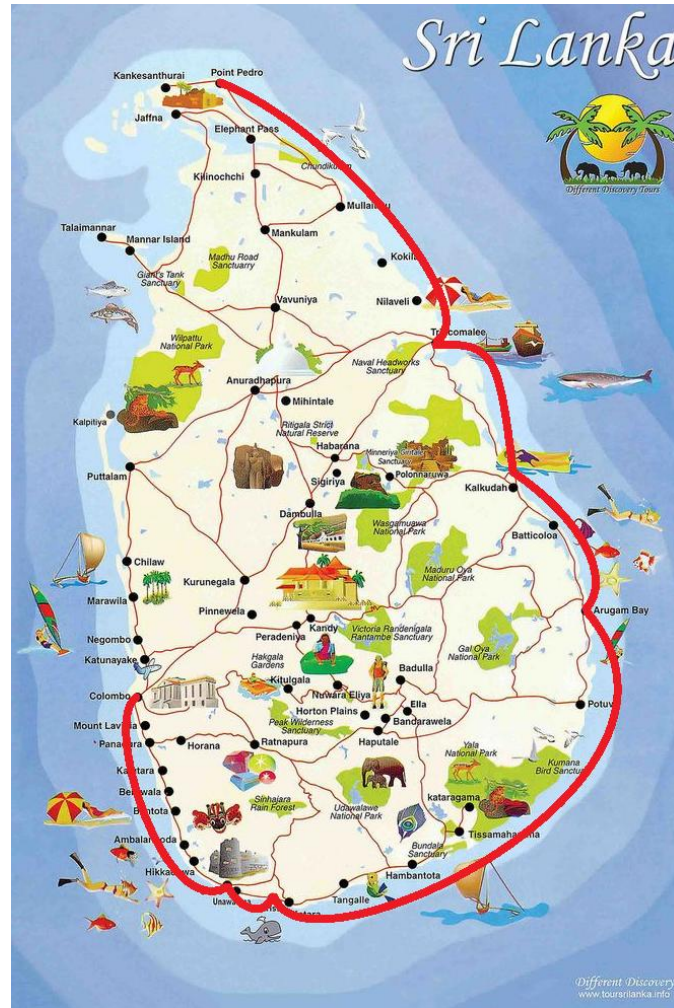 Sri Lanka
Different Discovery Tours
Kankesanthurai
Point Pedro
Jaffna
Elephant Pass
Chundikulam
Kilinochchi
Mullaitivu
Talaimannar
Mannar Island
Mankulam
Madhu Road
Sanctuarry
Giant's Tank
Sanctuary
Nilaveli
Vavuniya
Wilpattu
National Park
Naval Headworks
Sanctuary
Anuradhapura
Mihintale
Kalpitiya
Ritigala Strict
Natural Reserve
Habarana
Minneriya Giritale
Sanctuary
Polonnaruwa
Puttalam
Sigiriya
Kalkudah
Dambulla
Wasgamuawa
National Park
Batticoloa
Chilaw
Maduru Oya
National Park
Kurunegala
Marawila
Pinnewela
Arugam Bay
Kandy
Victoria Randenigala
Rantambe Sanctuary
Peradeniya
Negombo
Gal Oya
National Park
Hakgala
Gardens
Katunayake
Badulla
Kitulgala
Nuwara Eliya
Colombo
Ella
Potuvil
Horton Plains
Bandarawela
Peak Wilderness
Sanctuary
Mount Lavinia
Haputale
Panadura
Horana
Ratnapura
Yala
National Park
Kumana
Bird Sanctuary
Kalutara
Beruwala
Sinhajara
Rain Forest
Udawalawe
National Park
kataragama
Bentota
Tissamaharama
Ambalangoda
Bundala
Sanctuary
Hikkaduwa
Hambantota
Unawatuna
Tangalle
Matara
Different Discovery
www.toursrilanka.info